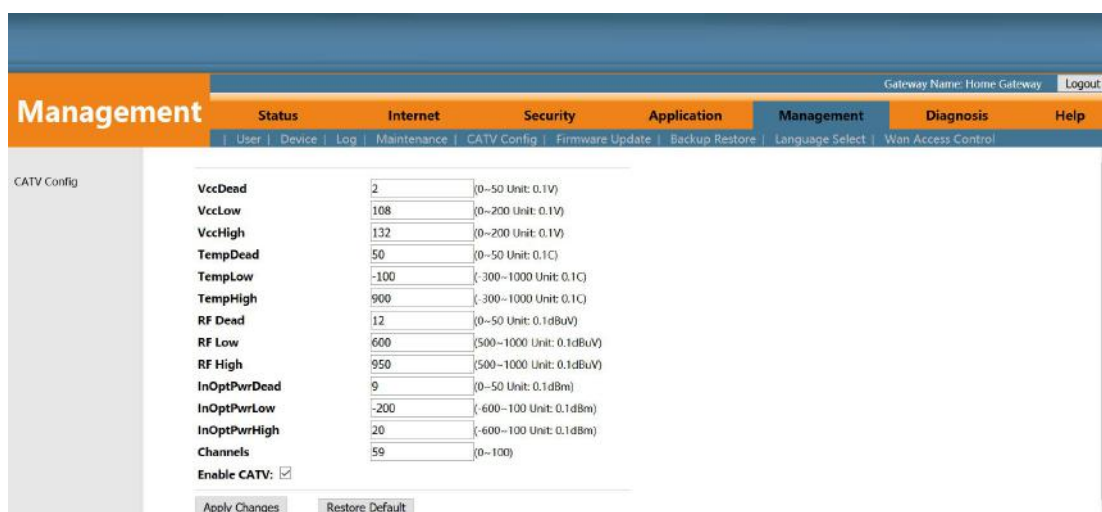 Gateway Name: Home Gateway Logout
Management
Status Internet Security Application Management Diagnosis Help
| User | Device | Log | Maintenance | CATV Config | Firmware Update | Backup Restore | Language Select | Wan Access Control
CATV Config
VccDead 2 (0~50 Unit: 0.1V)
VccLow 108 (0~200 Unit: 0.1V)
VccHigh 132 (0~200 Unit: 0.1V)
TempDead 50 (0~50 Unit: 0.1C)
TempLow -100 (-300~1000 Unit: 0.1C)
TempHigh 900 (-300~1000 Unit: 0.1C)
RF Dead 12 (0~50 Unit: 0.1dBuV)
RF Low 600 (500~1000 Unit: 0.1dBuV)
RF High 950 (500~1000 Unit: 0.1dBuV)
InOptPwrDead 9 (0~50 Unit: 0.1dBm)
InOptPwrLow -200 (-600~100 Unit: 0.1dBm)
InOptPwrHigh 20 (-600~100 Unit: 0.1dBm)
Channels 59 (0~100)
Enable CATV:
Apply Changes Restore Default